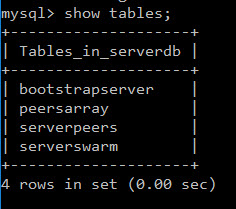 mysql> show tables;
+--------------------+
| Tables_in_serverdb |
+--------------------+
| bootstrapserver    |
| peersarray         |
| serverpeers        |
| serverswarm        |
+--------------------+
4 rows in set (0.00 sec)